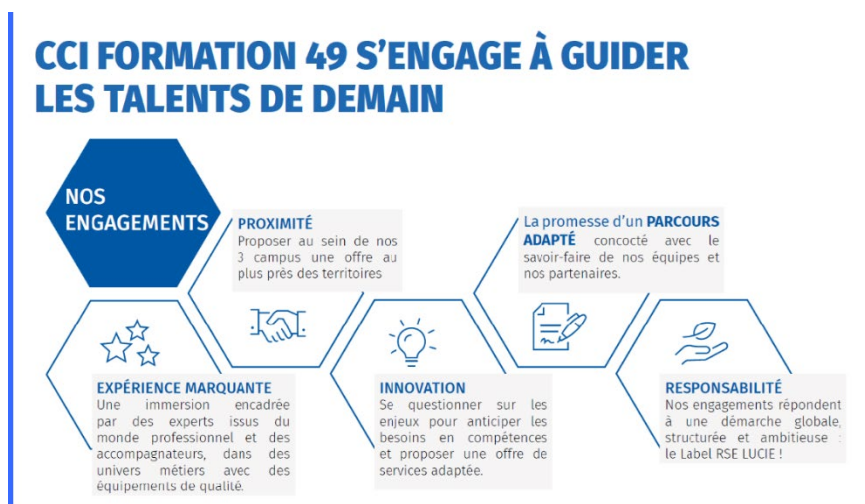 CCI FORMATION 49 S'ENGAGE À GUIDER
LES TALENTS DE DEMAIN
NOS
ENGAGEMENTS
EXPÉRIENCE MARQUANTE
Une immersion encadrée
par des experts issus du
monde professionnel et des
accompagnateurs, dans des
univers métiers avec des
équipements de qualité.
PROXIMITÉ
Proposer au sein de nos
3 campus une offre au
plus près des territoires
INNOVATION
Se questionner sur les
enjeux pour anticiper les
besoins en compétences
et proposer une offre de
services adaptée.
La promesse d'un PARCOURS
ADAPTÉ concocté avec le
savoir-faire de nos équipes et
nos partenaires.
RESPONSABILITÉ
Nos engagements répondent
à une démarche globale,
structurée et ambitieuse :
le Label RSE LUCIE !